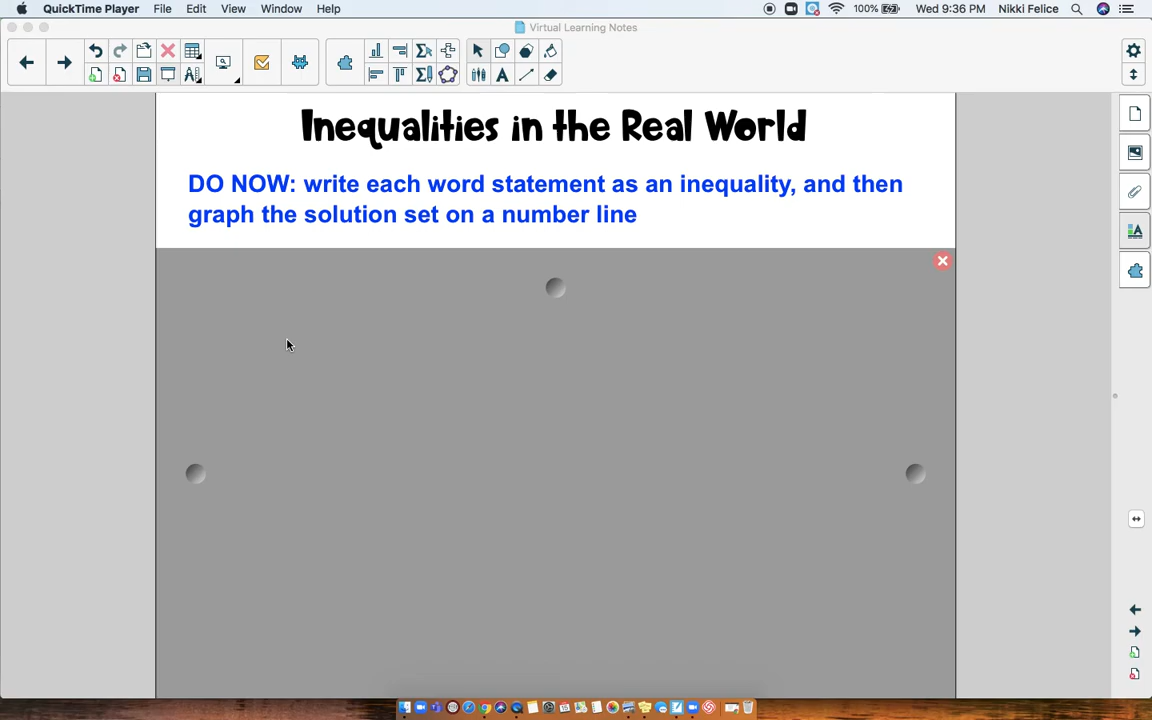 QuickTime Player File Edit View Window Help 100% Wed 9:36 PM Nikki Felice
Virtual Learning Notes
Inequalities in the Real World
DO NOW: write each word statement as an inequality, and then
graph the solution set on a number line